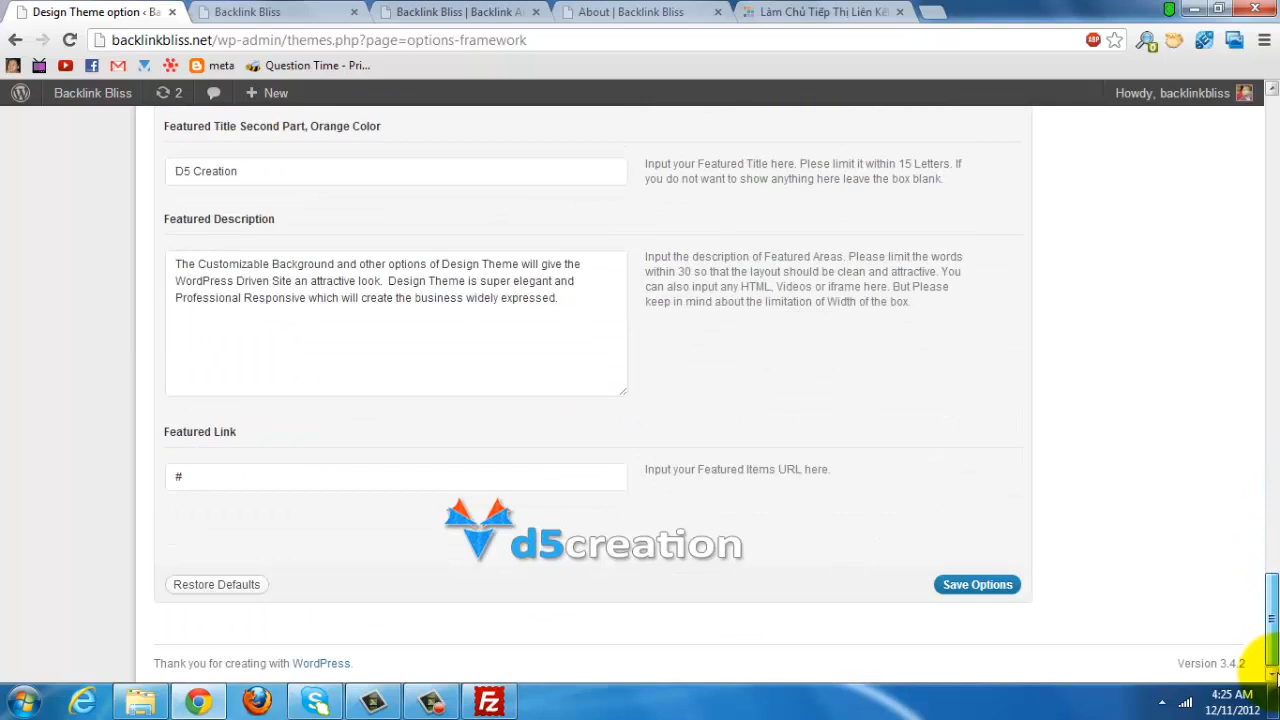 Design Theme option ‹ Ba
Backlink Bliss
Backlink Bliss | Backlink Au
About | Backlink Bliss
Làm Chủ Tiếp Thị Liên Kế
backlinkbliss.net/wp-admin/themes.php?page=options-framework
ABP
0
meta
Question Time - Pri...
Backlink Bliss
2
New
Howdy, backlinkbliss
Featured Title Second Part, Orange Color
D5 Creation
Input your Featured Title here. Plese limit it within 15 Letters. If
you do not want to show anything here leave the box blank.
Featured Description
The Customizable Background and other options of Design Theme will give the
WordPress Driven Site an attractive look. Design Theme is super elegant and
Professional Responsive which will create the business widely expressed.
Input the description of Featured Areas. Please limit the words
within 30 so that the layout should be clean and attractive. You
can also input any HTML, Videos or iframe here. But Please
keep in mind about the limitation of Width of the box.
Featured Link
#
Input your Featured Items URL here.
d5creation
Restore Defaults
Save Options
Thank you for creating with WordPress.
Version 3.4.2
4:25 AM
12/11/2012